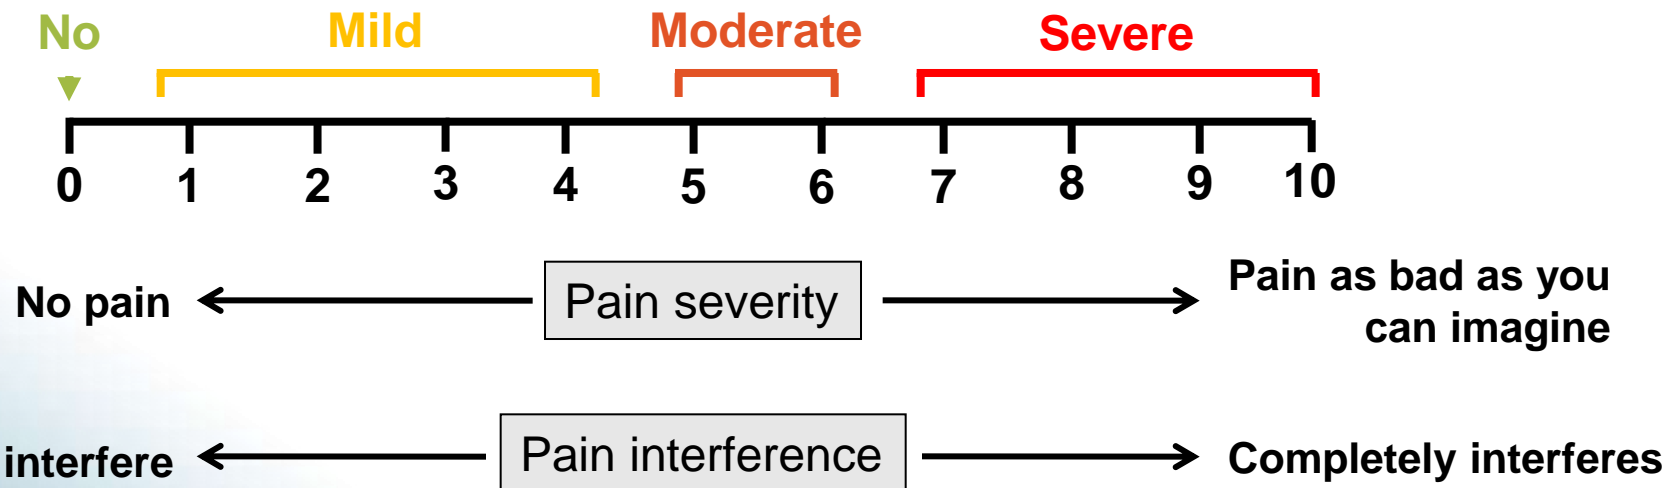 No Mild Moderate Severe
0 1 2 3 4 5 6 7 8 9 10
No pain Pain severity Pain as bad as you
can imagine
interfere Pain interference Completely interferes